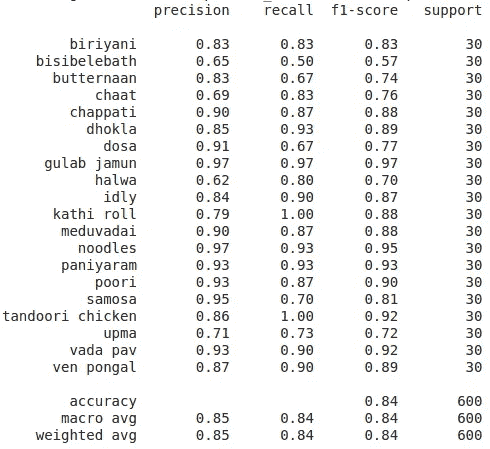 precision recall f1-score support
biriyani 0.83 0.83 0.83 30
bisibelebath 0.65 0.50 0.57 30
butternaan 0.83 0.67 0.74 30
chaat 0.69 0.83 0.76 30
chappati 0.90 0.87 0.88 30
dhokla 0.85 0.93 0.89 30
dosa 0.91 0.67 0.77 30
gulab jamun 0.97 0.97 0.97 30
halwa 0.62 0.80 0.70 30
idly 0.84 0.90 0.87 30
kathi roll 0.79 1.00 0.88 30
meduvadai 0.90 0.87 0.88 30
noodles 0.97 0.93 0.95 30
paniyaram 0.93 0.93 0.93 30
poori 0.93 0.87 0.90 30
samosa 0.95 0.70 0.81 30
tandoori chicken 0.86 1.00 0.92 30
upma 0.71 0.73 0.72 30
vada pav 0.93 0.90 0.92 30
ven pongal 0.87 0.90 0.89 30
accuracy 0.84 600
macro avg 0.85 0.84 0.84 600
weighted avg 0.85 0.84 0.84 600